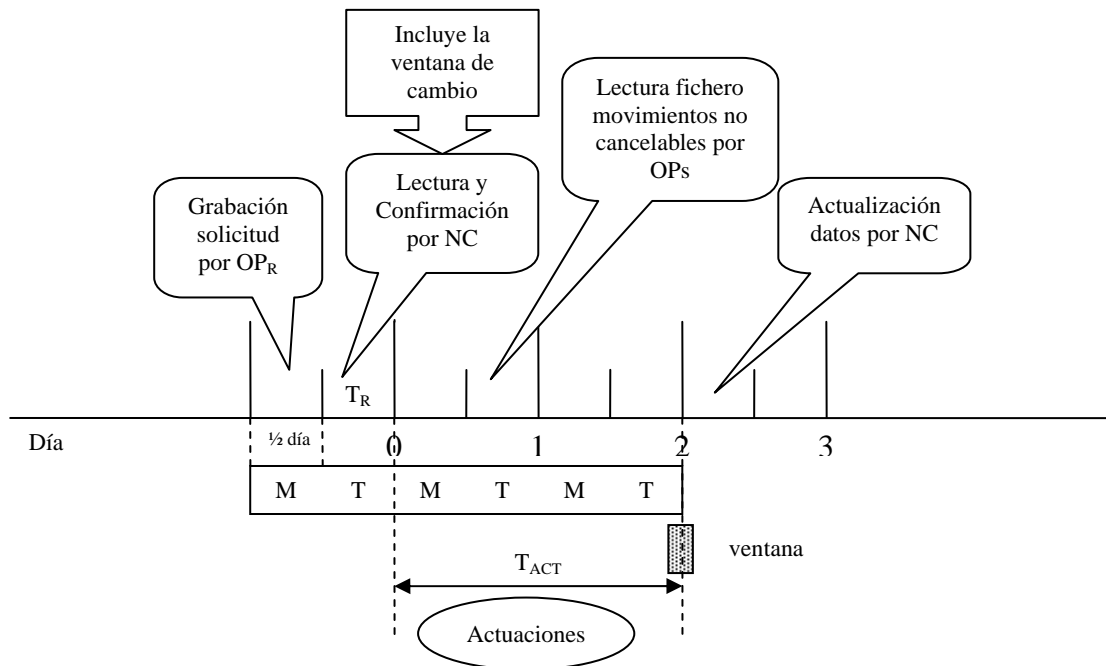 Incluye la
ventana de
cambio
Lectura fichero
movimientos no
cancelables por
OPs
Lectura y
Confirmación
por NC
Grabación
solicitud
por OPR
Actualización
datos por NC
TR
Día
½ día
0 1 2 3
M T M T M T
ventana
TACT
Actuaciones